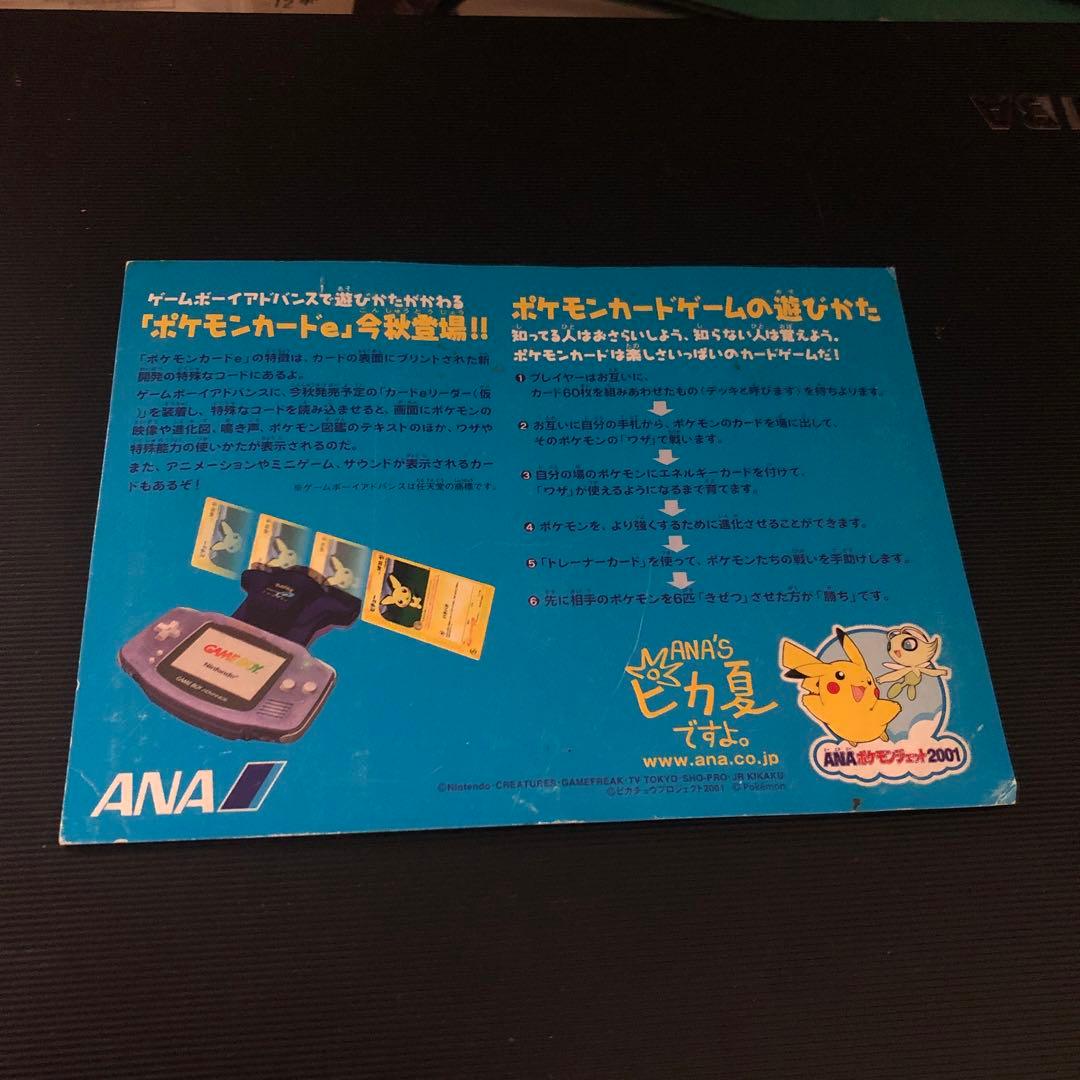 ゲームボーイアドバンスで遊びかたがかわる
「ポケモンカードe」今秋登場!!
「ポケモンカードe」の特徴は、カードの表面にプリントされた新
開発の特殊なコードにあるよ。
ゲームボーイアドバンスに、今秋発売予定の「カードeリーダー(仮
)」を装着し、特殊なコードを読み込ませると、画面にポケモンの
映像や進化図、鳴き声、ポケモン図鑑のテキストのほか、ワザや
特殊能力の使いかたが表示されるのだ。
また、アニメーションやミニゲーム、サウンドが表示されるカー
ドもあるぞ!
※ゲームボーイアドバンスは任天堂の商標です。
GAME BOY
Nintendo
GAME BOY ADVANCE
ANA
ポケモンカードゲームの遊びかた
知ってる人はおさらいしよう、知らない人は覚えよう。
ポケモンカードは楽しさいっぱいのカードゲームだ!
1 プレイヤーはお互いに、
カード60枚を組みあわせたもの(デッキと呼びます)を持ちよります。
2 お互いに自分の手札から、ポケモンのカードを場に出して、
そのポケモンの「ワザ」で戦います。
3 自分の場のポケモンにエネルギーカードを付けて、
「ワザ」が使えるようになるまで育てます。
4 ポケモンを、より強くするために進化させることができます。
5 「トレーナーカード」を使って、ポケモンたちの戦いを手助けします。
6 先に相手のポケモンを6匹「きぜつ」させた方が「勝ち」です。
ANA'S
ピカ夏
ですよ。
www.ana.co.jp
ANAポケモンジェット2001
©Nintendo・CREATURES・GAMEFREAK・TV TOKYO・SHO-PRO・JR KIKAKU
©ピカチュウプロジェクト2001 ©Pokémon